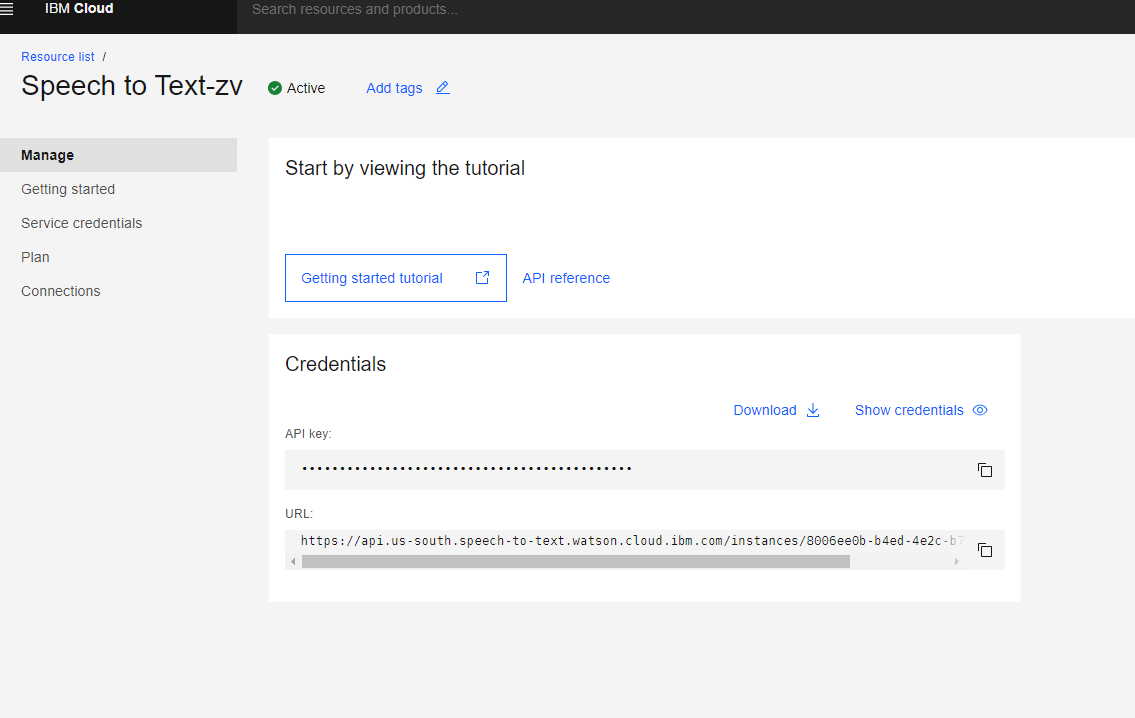 IBM Cloud
Search resources and products...
Resource list /
Speech to Text-zv
Active
Add tags
Manage
Getting started
Service credentials
Plan
Connections
Start by viewing the tutorial
Getting started tutorial
API reference
Credentials
Download
Show credentials
API key:
••••••••••••••••••••••••••••••••••••••••••••
URL:
https://api.us-south.speech-to-text.watson.cloud.ibm.com/instances/8006ee0b-b4ed-4e2c-b7